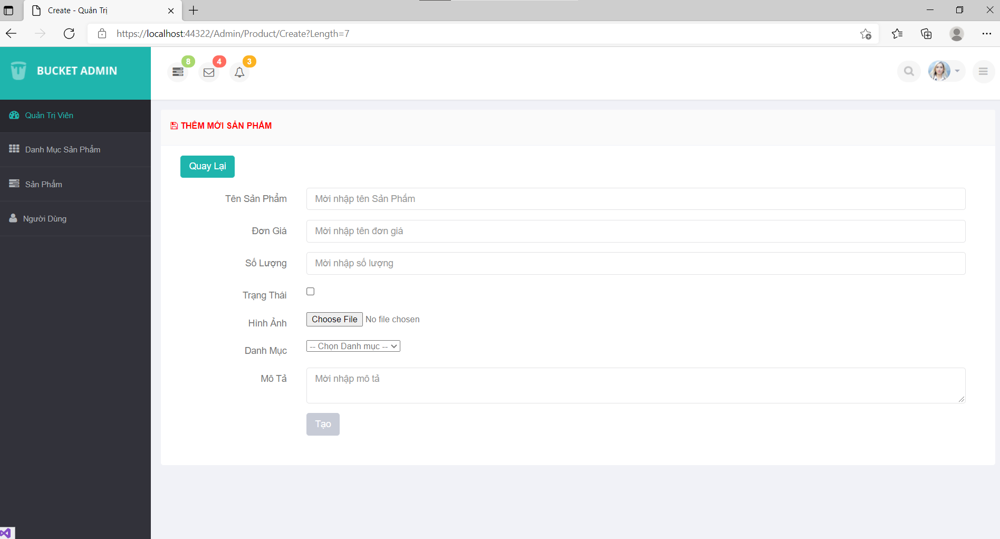 Create - Quản Trị
https://localhost:44322/Admin/Product/Create?Length=7
BUCKET ADMIN
8
4
3
Quản Trị Viên
Danh Mục Sản Phẩm
Sản Phẩm
Người Dùng
THÊM MỚI SẢN PHẨM
Quay Lại
Tên Sản Phẩm
Mời nhập tên Sản Phẩm
Đơn Giá
Mời nhập tên đơn giá
Số Lượng
Mời nhập số lượng
Trạng Thái
Hình Ảnh
Choose File No file chosen
Danh Mục
-- Chọn Danh mục --
Mô Tả
Mời nhập mô tả
Tạo